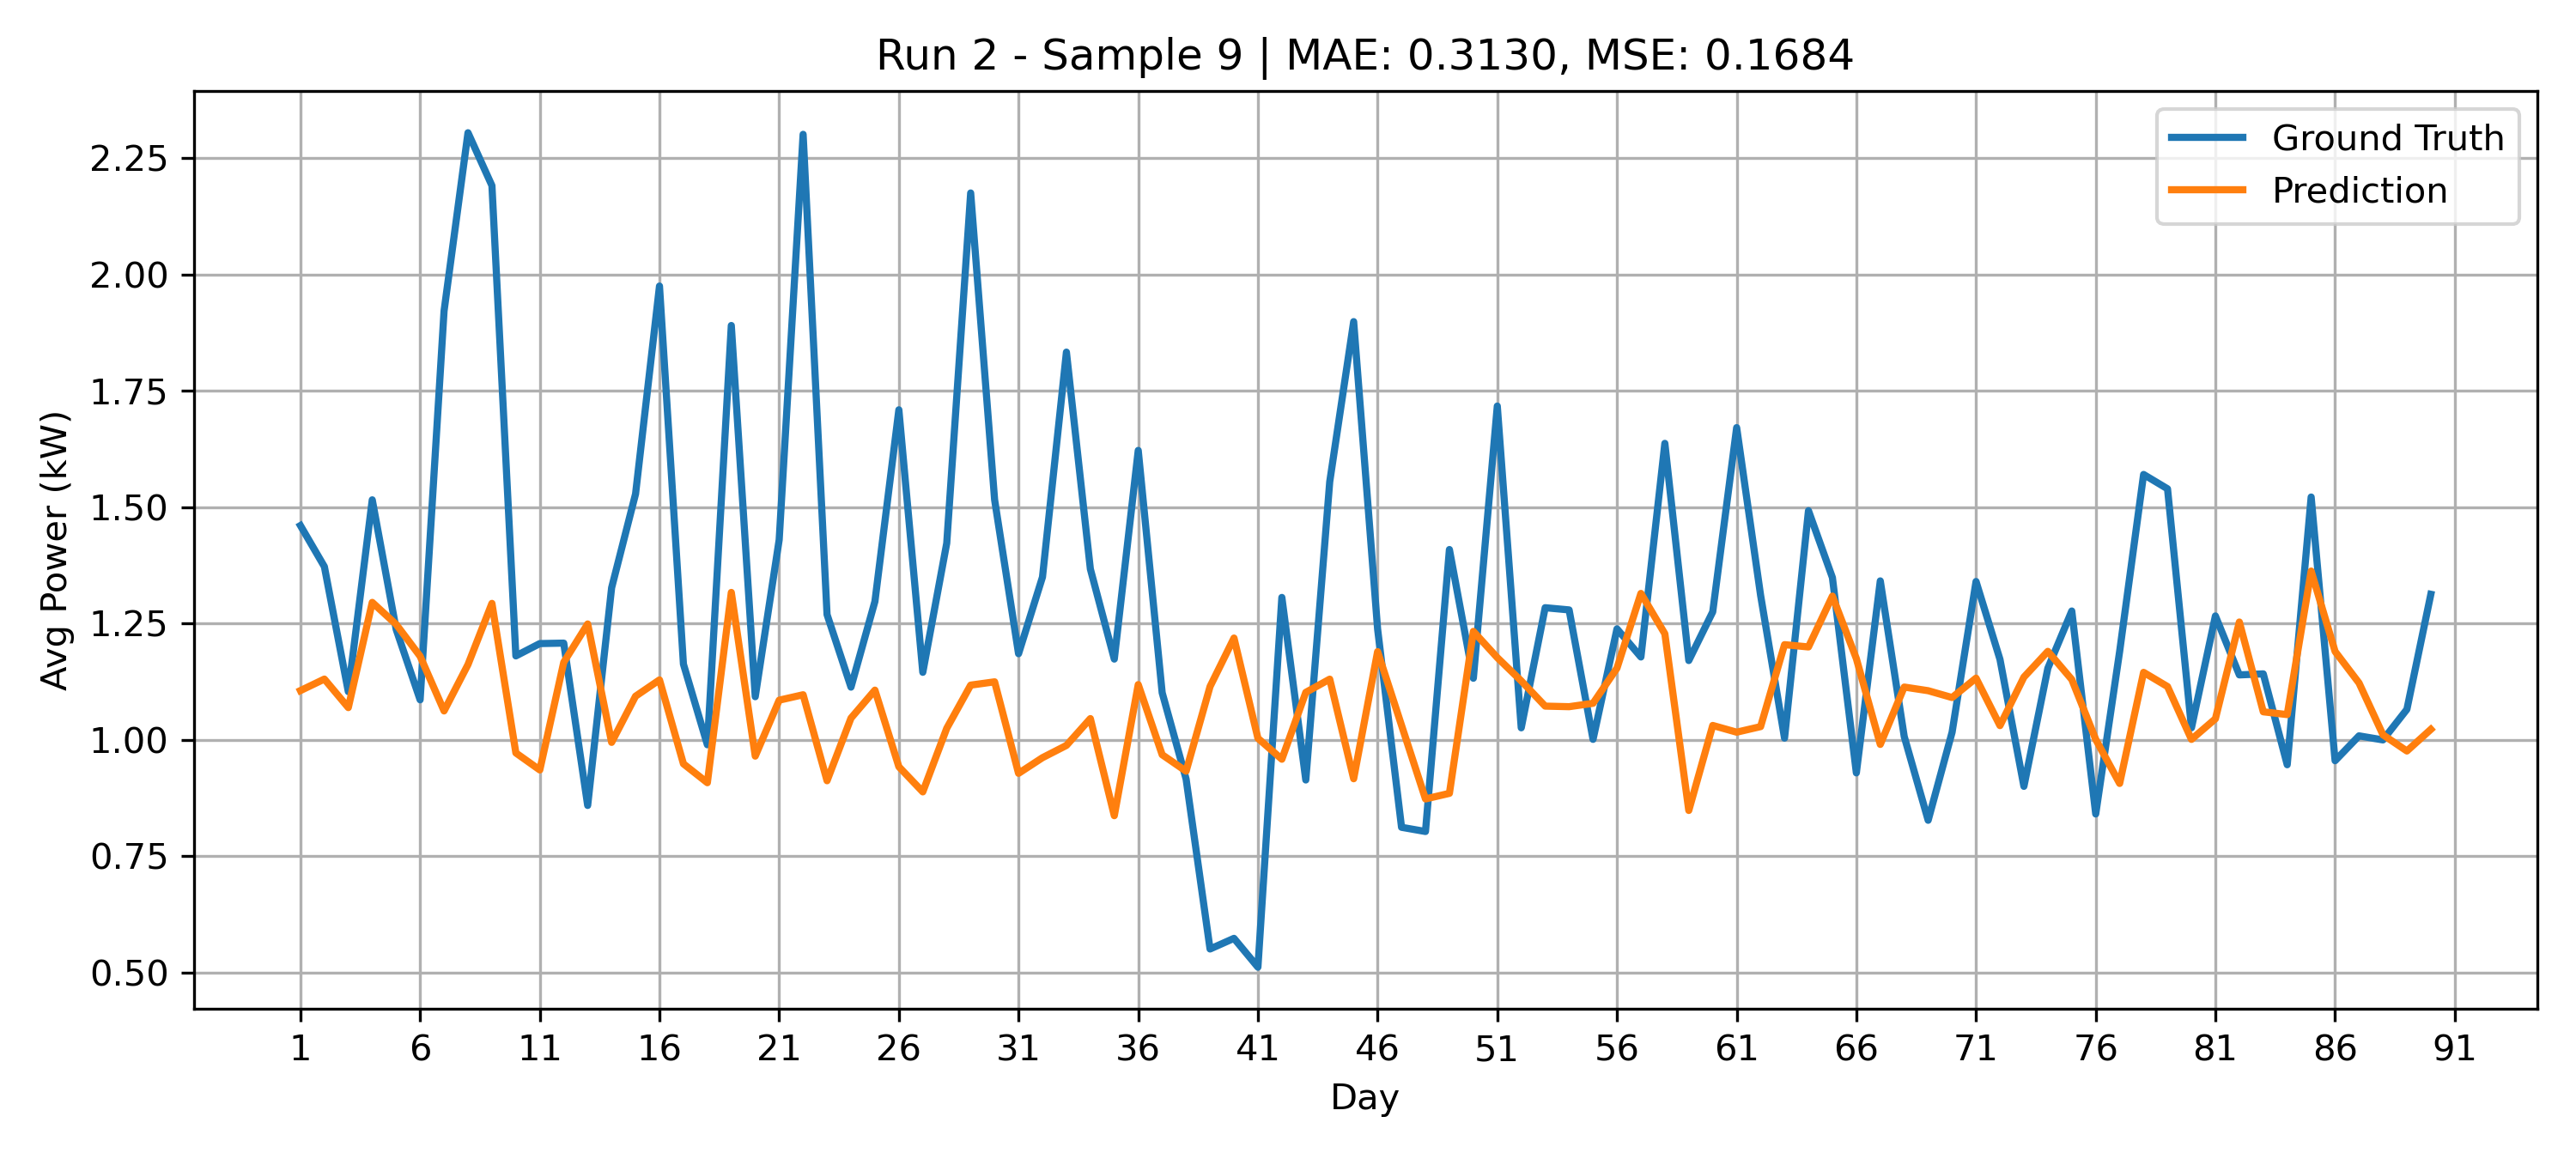 Run 2 - Sample 9 | MAE: 0.3130, MSE: 0.1684
Ground Truth
Prediction
Avg Power (kW)
2.25
2.00
1.75
1.50
1.25
1.00
0.75
0.50
1 6 11 16 21 26 31 36 41 46 51 56 61 66 71 76 81 86 91
Day